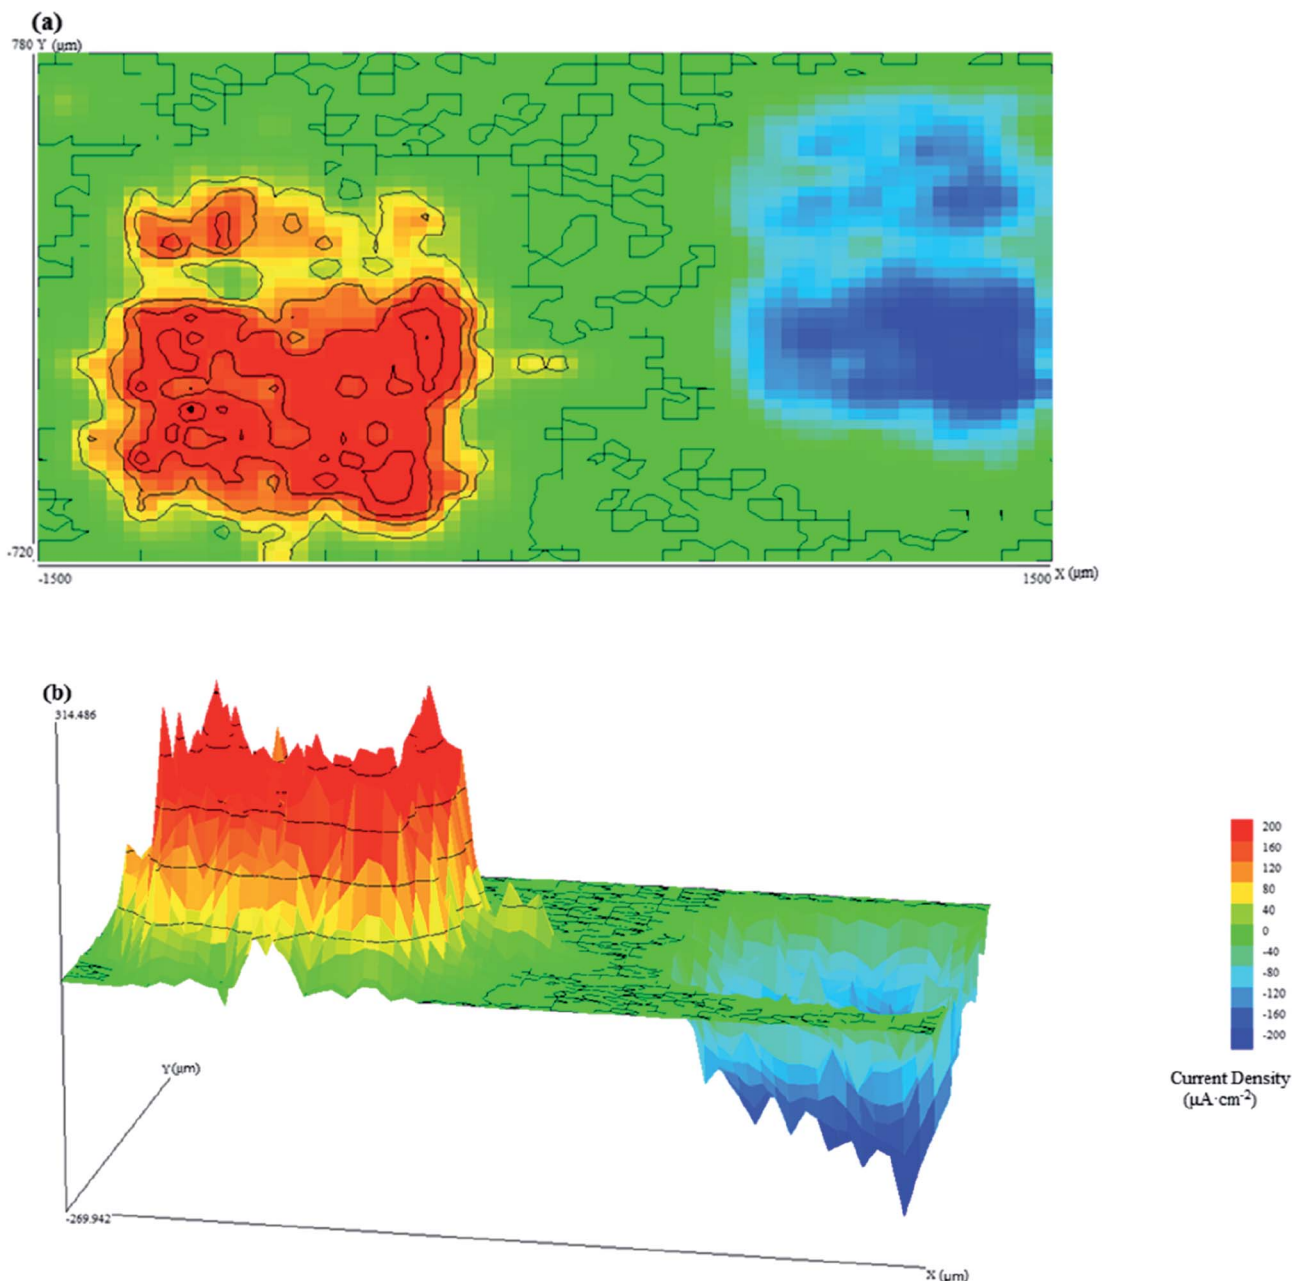 (a)
780 Y (μm)
-720
-1500
1500 X (μm)
(b)
314.486
Y(μm)
-269.942
X (μm)
200
160
120
80
40
0
-40
-80
-120
-160
-200
Current Density
(μA·cm-2)